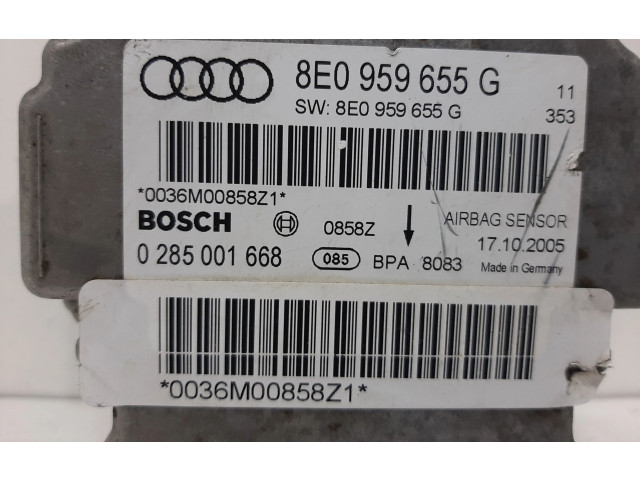 8E0 959 655 G
11
SW: 8E0 959 655 G
353
*0036M00858Z1*
BOSCH 0858Z AIRBAG SENSOR
17.10.2005
0 285 001 668 085 BPA 8083 Made in Germany
*0036M00858Z1*